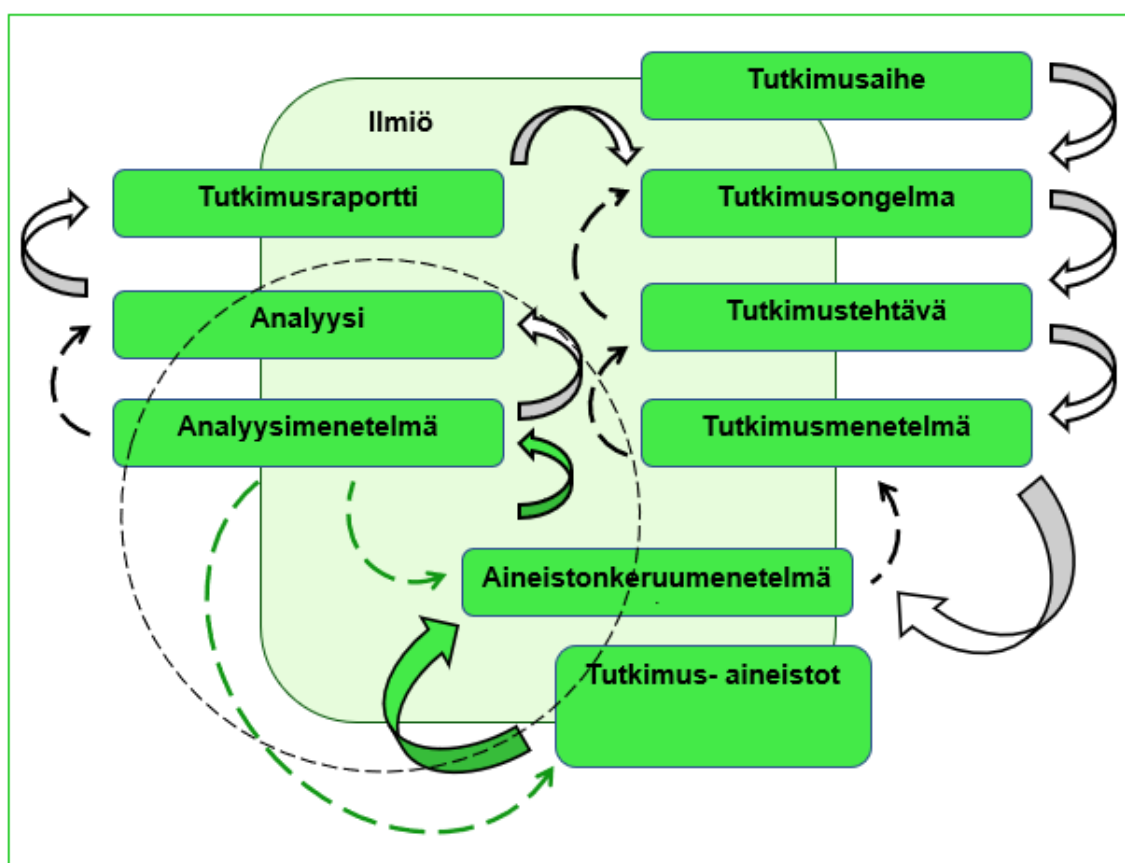 Tutkimusaihe
Ilmiö
Tutkimusraportti
Tutkimusongelma
Analyysi
Tutkimustehtävä
Analyysimenetelmä
Tutkimusmenetelmä
Aineistonkeruumenetelmä
.
Tutkimus- aineistot